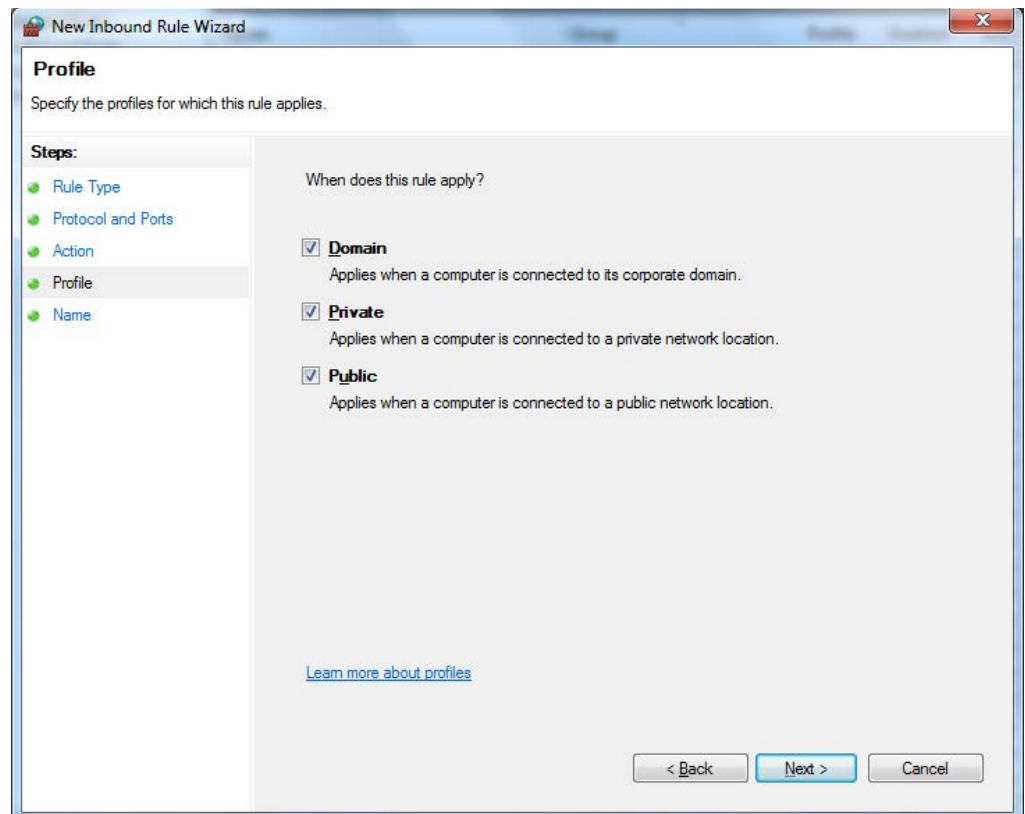 New Inbound Rule Wizard
Profile
Specify the profiles for which this rule applies.
Steps:
Rule Type
Protocol and Ports
Action
Profile
Name
When does this rule apply?
Domain
Applies when a computer is connected to its corporate domain.
Private
Applies when a computer is connected to a private network location.
Public
Applies when a computer is connected to a public network location.
Learn more about profiles
< Back
Next >
Cancel